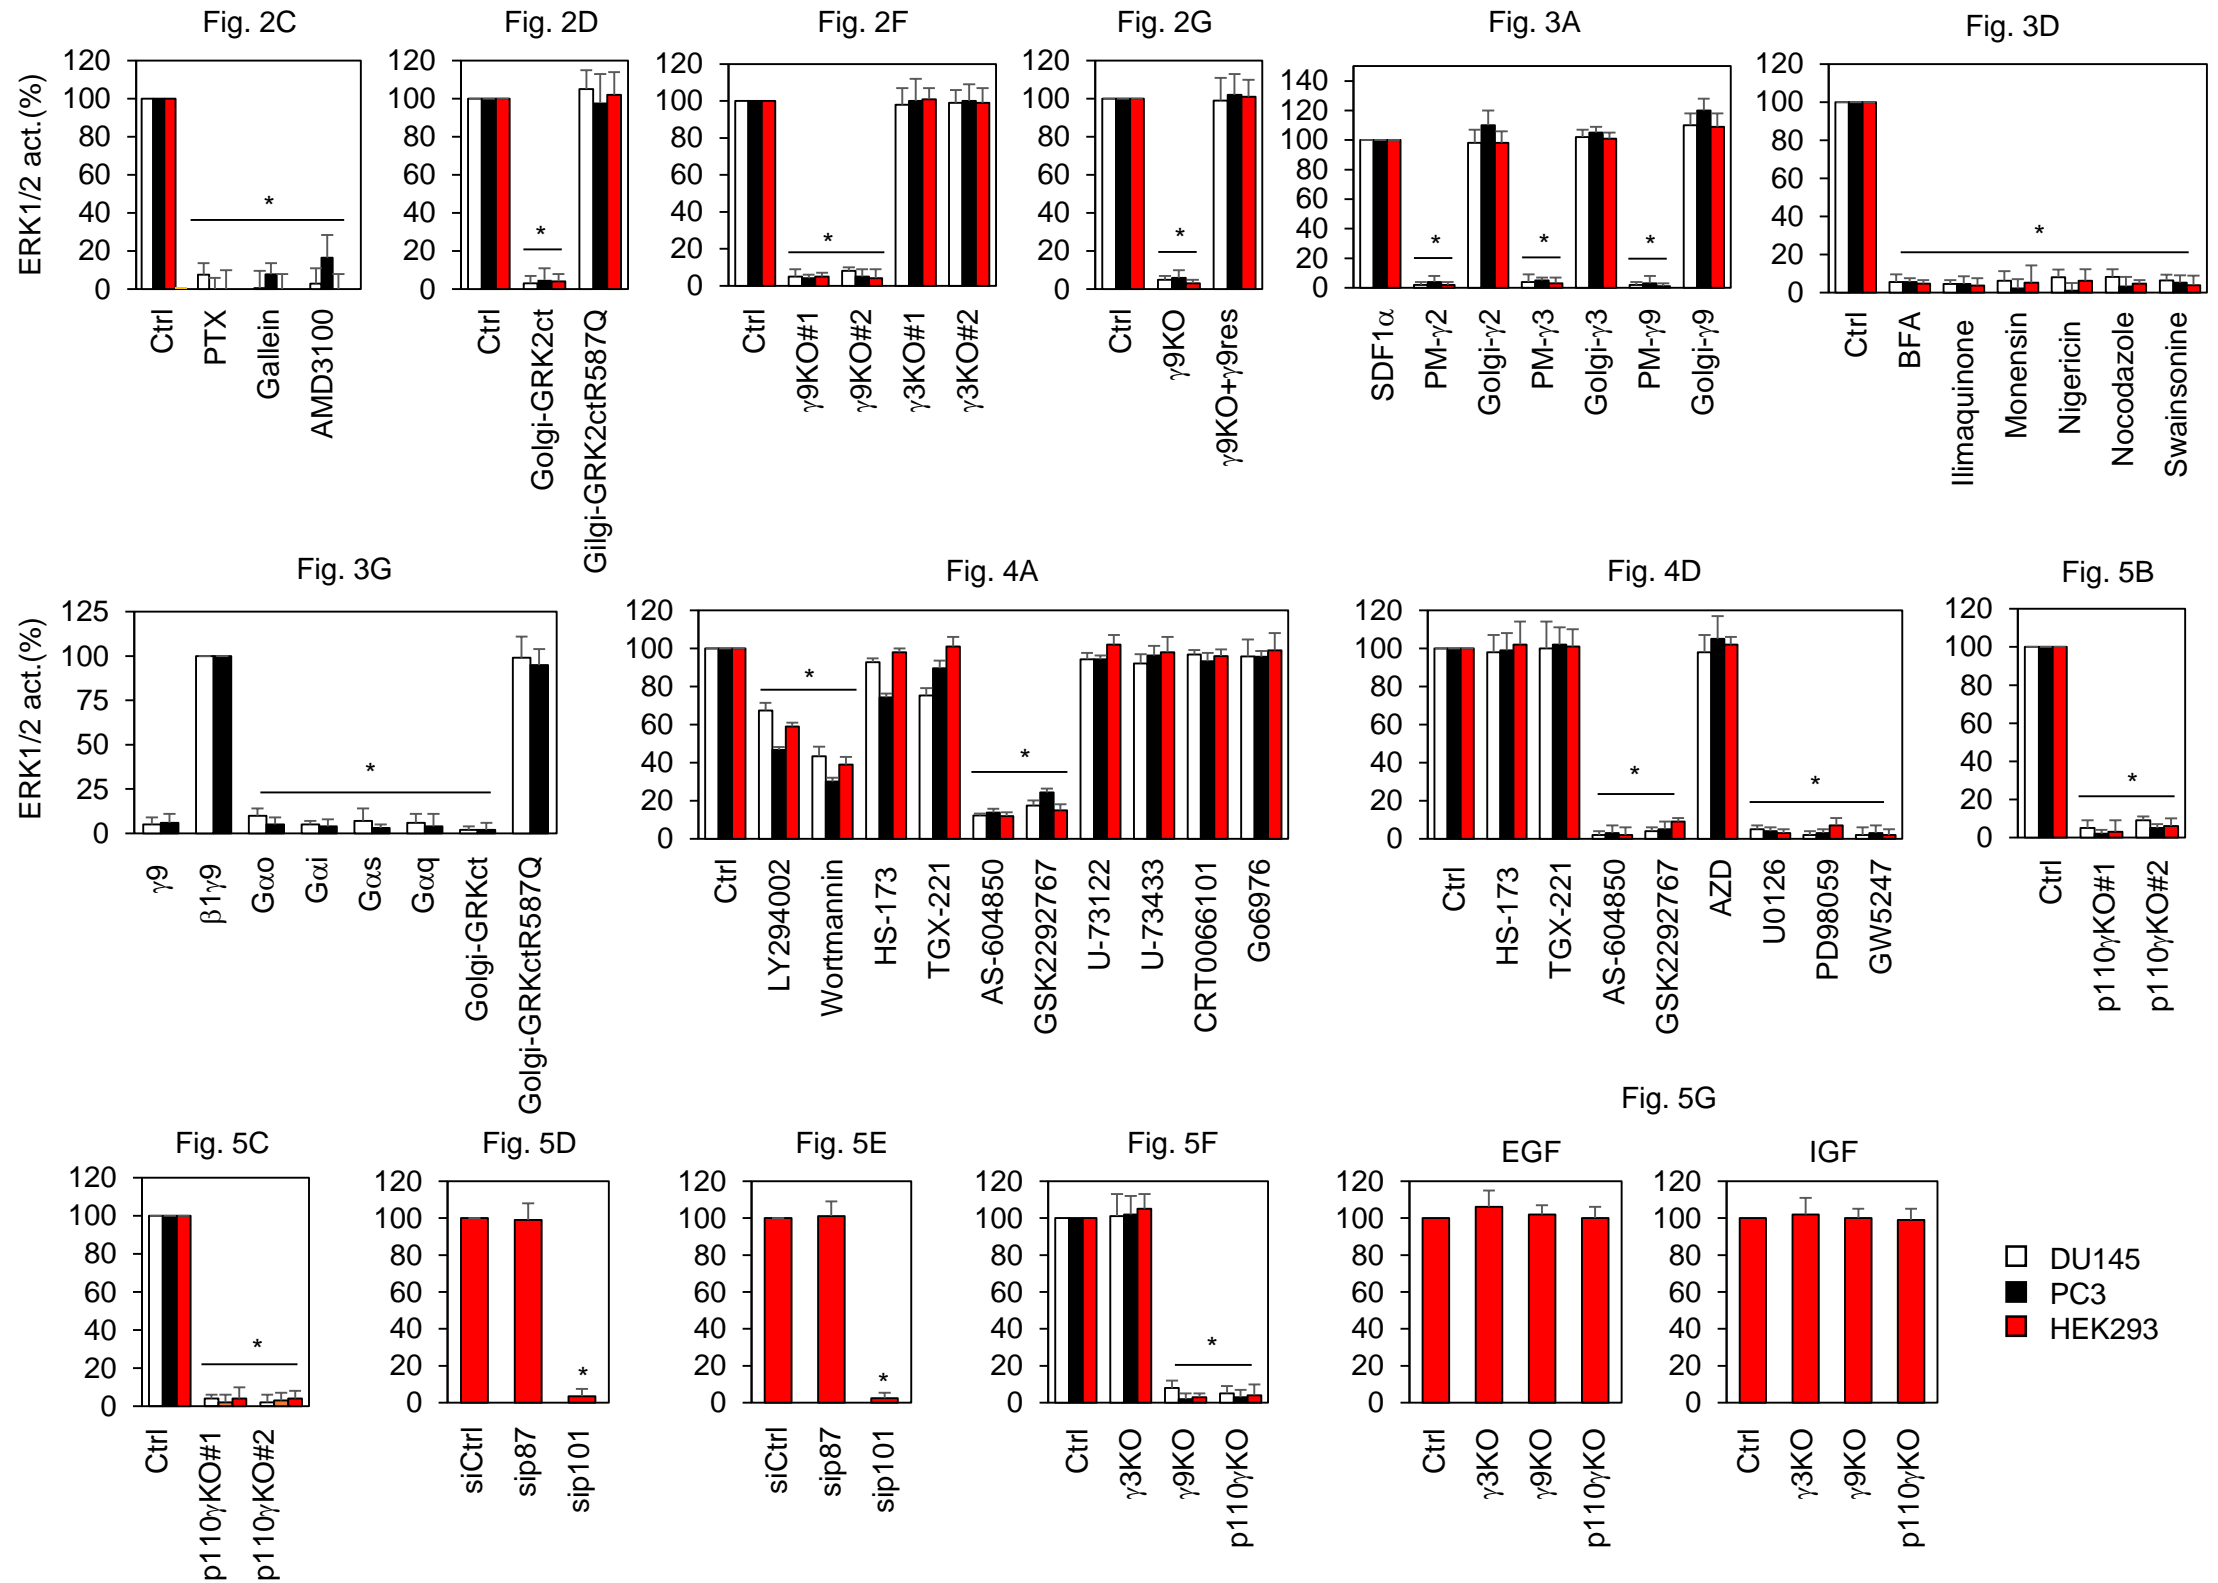 Fig. 2C
ERK1/2 act.(%)
120
100
80
60
40
20
0
*
Ctrl
PTX
Gallein
AMD3100
Fig. 2D
120
100
80
60
40
20
0
*
Ctrl
Golgi-GRK2ct
Gilgi-GRK2ctR587Q
Fig. 2F
120
100
80
60
40
20
0
*
Ctrl
γ9KO#1
γ9KO#2
γ3KO#1
γ3KO#2
Fig. 2G
120
100
80
60
40
20
0
*
Ctrl
γ9KO
γ9KO+γ9res
Fig. 3A
140
120
100
80
60
40
20
0
*
*
*
SDF1α
PM-γ2
Golgi-γ2
PM-γ3
Golgi-γ3
PM-γ9
Golgi-γ9
Fig. 3D
120
100
80
60
40
20
0
*
Ctrl
BFA
Ilimaquinone
Monensin
Nigericin
Nocodazole
Swainsonine
Fig. 3G
ERK1/2 act.(%)
125
100
75
50
25
0
*
γ9
β1γ9
Gαo
Gαi
Gαs
Gαq
Golgi-GRKct
Golgi-GRKctR587Q
Fig. 4A
120
100
80
60
40
20
0
*
*
Ctrl
LY294002
Wortmannin
HS-173
TGX-221
AS-604850
GSK2292767
U-73122
U-73433
CRT0066101
Go6976
Fig. 4D
120
100
80
60
40
20
0
*
*
Ctrl
HS-173
TGX-221
AS-604850
GSK2292767
AZD
U0126
PD98059
GW5247
Fig. 5B
120
100
80
60
40
20
0
*
Ctrl
p110γKO#1
p110γKO#2
Fig. 5C
120
100
80
60
40
20
0
*
Ctrl
p110γKO#1
p110γKO#2
Fig. 5D
120
100
80
60
40
20
0
*
siCtrl
sip87
sip101
Fig. 5E
120
100
80
60
40
20
0
*
siCtrl
sip87
sip101
Fig. 5F
120
100
80
60
40
20
0
*
Ctrl
γ3KO
γ9KO
p110γKO
Fig. 5G
EGF
120
100
80
60
40
20
0
Ctrl
γ3KO
γ9KO
p110γKO
IGF
120
100
80
60
40
20
0
Ctrl
γ3KO
γ9KO
p110γKO
DU145
PC3
HEK293